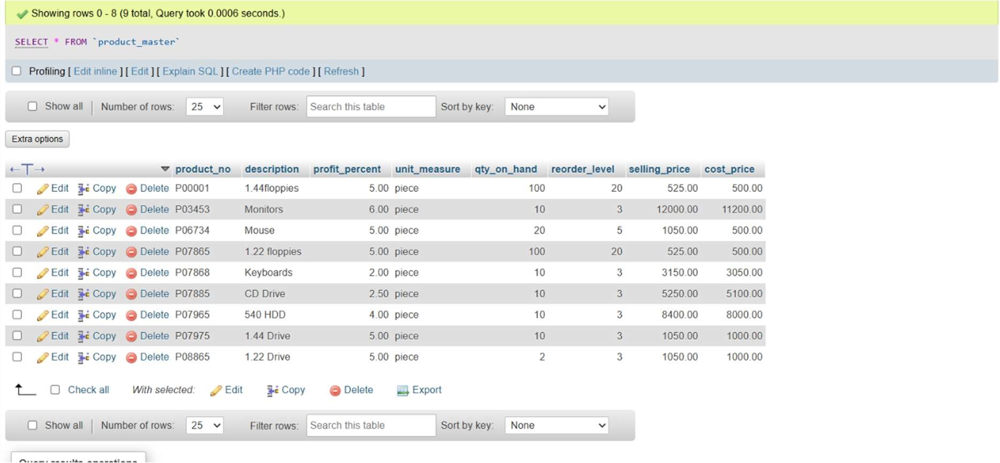 Showing rows 0 - 8 (9 total, Query took 0.0006 seconds.)
SELECT * FROM `product_master`
Profiling [ Edit inline ] [ Edit ] [ Explain SQL ] [ Create PHP code ] [ Refresh ]
Show all | Number of rows: 25 Filter rows: Search this table Sort by key: None
Extra options
←T→ product_no description profit_percent unit_measure qty_on_hand reorder_level selling_price cost_price
Edit Copy Delete P00001 1.44floppies 5.00 piece 100 20 525.00 500.00
Edit Copy Delete P03453 Monitors 6.00 piece 10 3 12000.00 11200.00
Edit Copy Delete P06734 Mouse 5.00 piece 20 5 1050.00 500.00
Edit Copy Delete P07865 1.22 floppies 5.00 piece 100 20 525.00 500.00
Edit Copy Delete P07868 Keyboards 2.00 piece 10 3 3150.00 3050.00
Edit Copy Delete P07885 CD Drive 2.50 piece 10 3 5250.00 5100.00
Edit Copy Delete P07965 540 HDD 4.00 piece 10 3 8400.00 8000.00
Edit Copy Delete P07975 1.44 Drive 5.00 piece 10 3 1050.00 1000.00
Edit Copy Delete P08865 1.22 Drive 5.00 piece 2 3 1050.00 1000.00
Check all With selected: Edit Copy Delete Export
Show all | Number of rows: 25 Filter rows: Search this table Sort by key: None
Query results operations